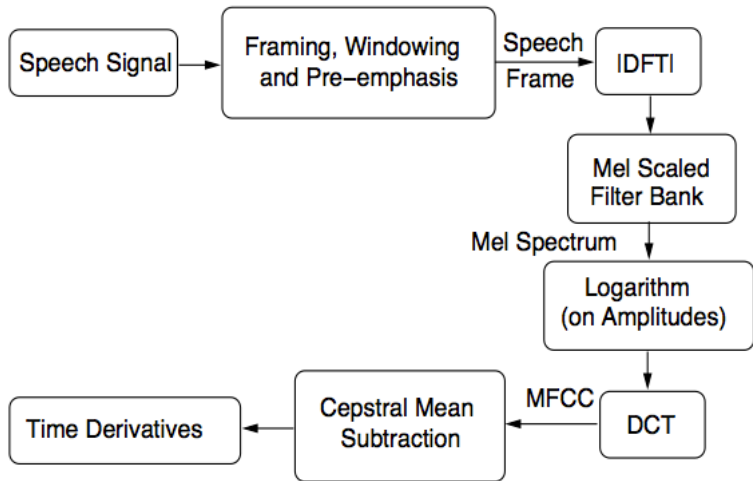 Speech Signal
Framing, Windowing
and Pre-emphasis
Speech
Frame
|DFT|
Mel Scaled
Filter Bank
Mel Spectrum
Logarithm
(on Amplitudes)
DCT
MFCC
Cepstral Mean
Subtraction
Time Derivatives